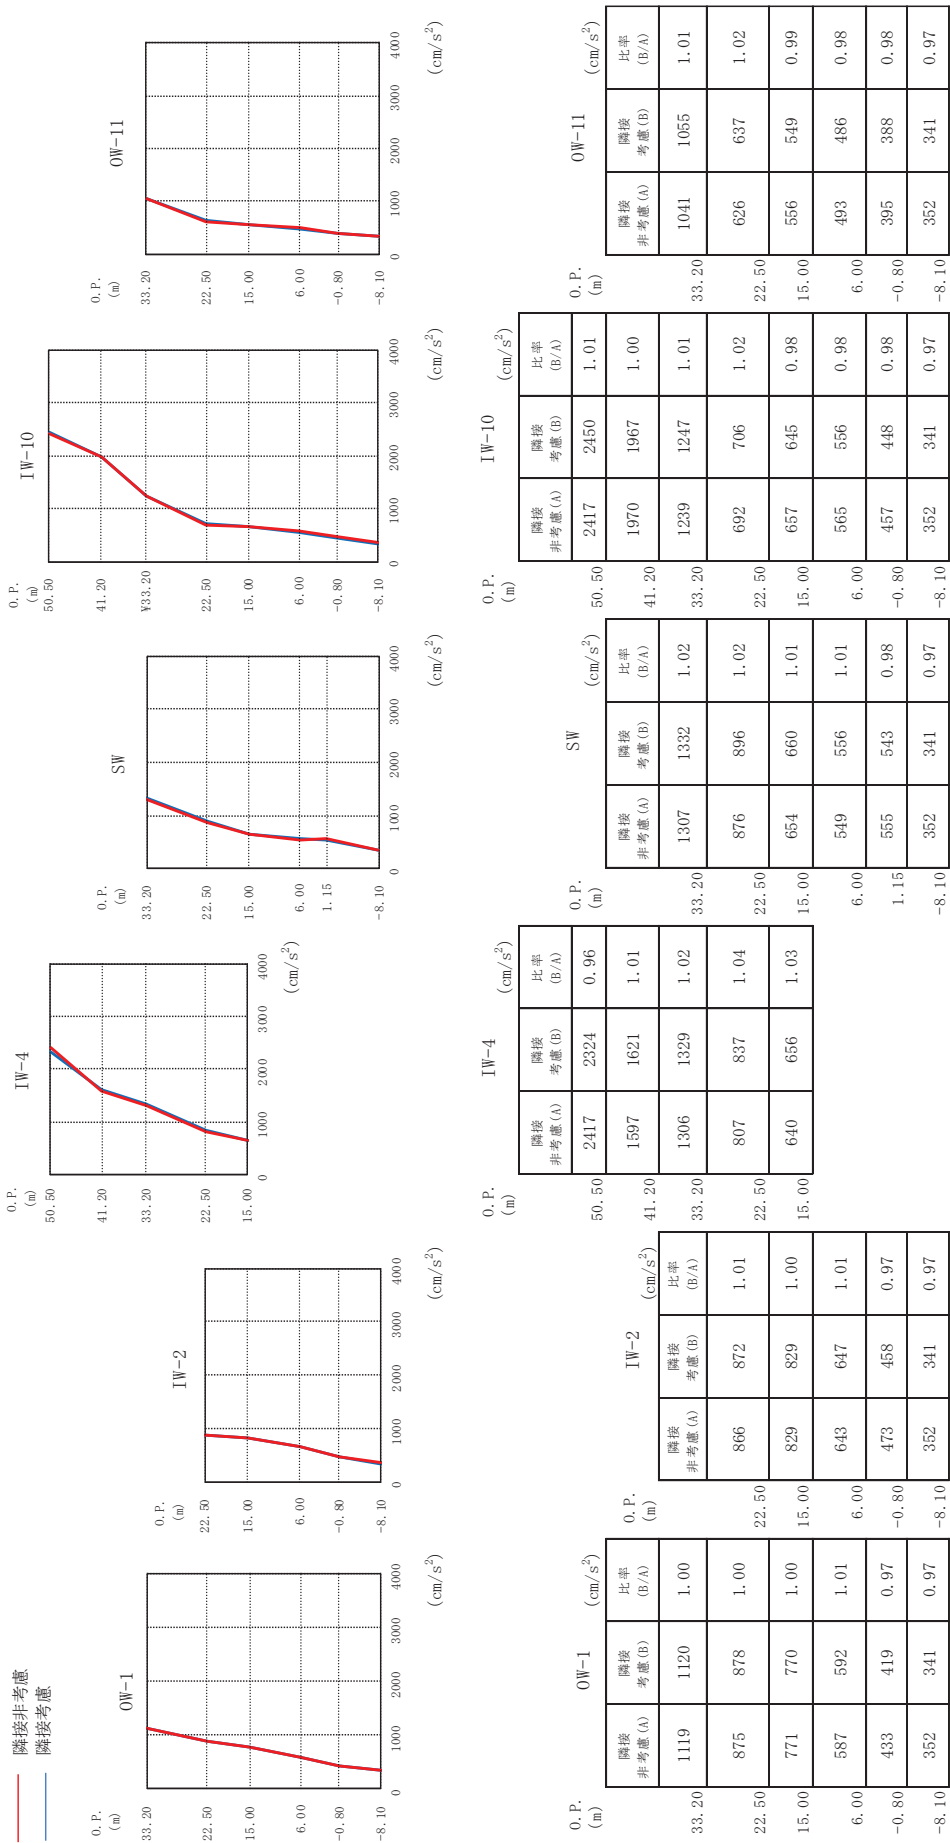 隣接非考慮
隣接考慮
OW-1
O.P.
(m)
33.20
22.50
15.00
6.00
-0.80
-8.10
0 1000 2000 3000 4000
(cm/s²)
IW-2
O.P.
(m)
22.50
15.00
6.00
-0.80
-8.10
0 1000 2000 3000 4000
(cm/s²)
IW-4
O.P.
(m)
50.50
41.20
33.20
22.50
15.00
0 1000 2000 3000 4000
(cm/s²)
SW
O.P.
(m)
33.20
22.50
15.00
6.00
1.15
-8.10
0 1000 2000 3000 4000
(cm/s²)
IW-10
O.P.
(m)
50.50
41.20
¥33.20
22.50
15.00
6.00
-0.80
-8.10
0 1000 2000 3000 4000
(cm/s²)
OW-11
O.P.
(m)
33.20
22.50
15.00
6.00
-0.80
-8.10
0 1000 2000 3000 4000
(cm/s²)
OW-1
O.P.
(m)
(cm/s²)
隣接 隣接 比率
非考慮(A) 考慮(B) (B/A)
33.20 1119 1120 1.00
22.50 875 878 1.00
15.00 771 770 1.00
6.00 587 592 1.01
-0.80 433 419 0.97
-8.10 352 341 0.97
IW-2
O.P.
(m)
(cm/s²)
隣接 隣接 比率
非考慮(A) 考慮(B) (B/A)
22.50 866 872 1.01
15.00 829 829 1.00
6.00 643 647 1.01
-0.80 473 458 0.97
-8.10 352 341 0.97
IW-4
O.P.
(m)
(cm/s²)
隣接 隣接 比率
非考慮(A) 考慮(B) (B/A)
50.50 2417 2324 0.96
41.20 1597 1621 1.01
33.20 1306 1329 1.02
22.50 807 837 1.04
15.00 640 656 1.03
SW
O.P.
(m)
(cm/s²)
隣接 隣接 比率
非考慮(A) 考慮(B) (B/A)
33.20 1307 1332 1.02
22.50 876 896 1.02
15.00 654 660 1.01
6.00 549 556 1.01
1.15 555 543 0.98
-8.10 352 341 0.97
IW-10
O.P.
(m)
(cm/s²)
隣接 隣接 比率
非考慮(A) 考慮(B) (B/A)
50.50 2417 2450 1.01
41.20 1970 1967 1.00
33.20 1239 1247 1.01
22.50 692 706 1.02
15.00 657 645 0.98
6.00 565 556 0.98
-0.80 457 448 0.98
-8.10 352 341 0.97
OW-11
O.P.
(m)
(cm/s²)
隣接 隣接 比率
非考慮(A) 考慮(B) (B/A)
33.20 1041 1055 1.01
22.50 626 637 1.02
15.00 556 549 0.99
6.00 493 486 0.98
-0.80 395 388 0.98
-8.10 352 341 0.97